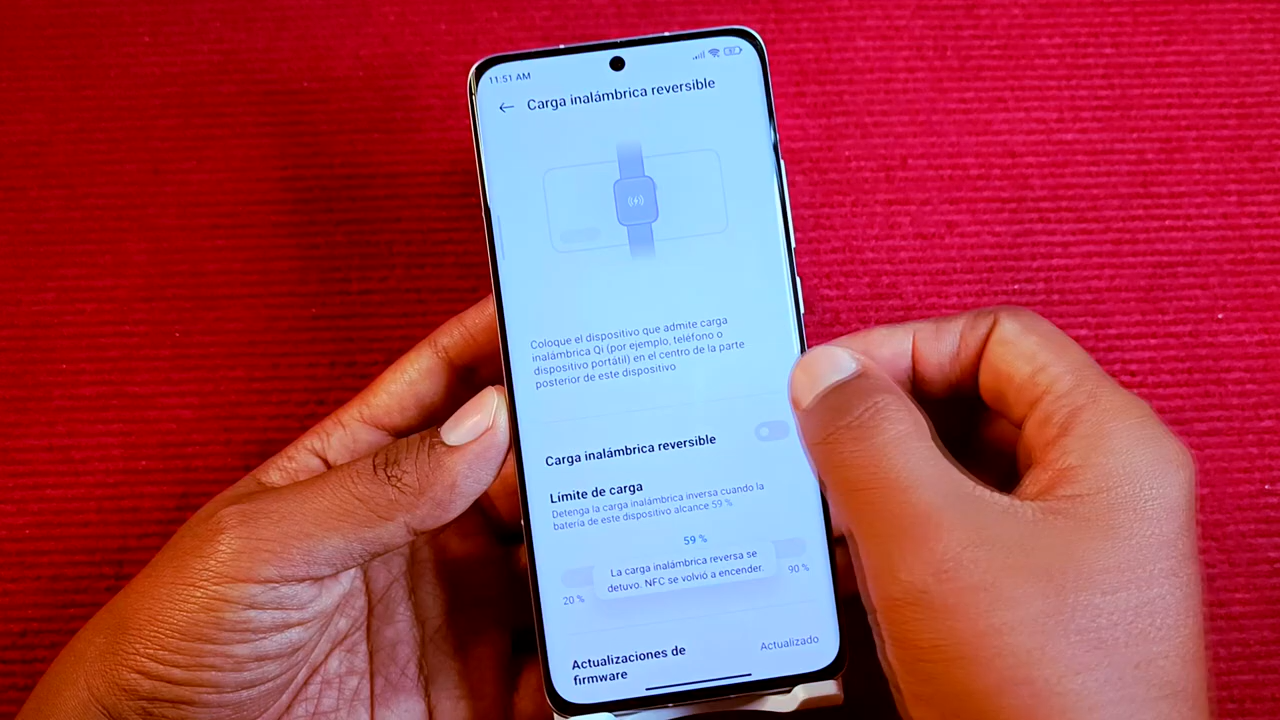 11:51 AM
Carga inalámbrica reversible
Coloque el dispositivo que admite carga
inalámbrica Qi (por ejemplo, teléfono o
dispositivo portátil) en el centro de la parte
posterior de este dispositivo
Carga inalámbrica reversible
Límite de carga
Detenga la carga inalámbrica inversa cuando la
batería de este dispositivo alcance 59 %
59 %
La carga inalámbrica reversa se
detuvo. NFC se volvió a encender.
20 %
90 %
Actualizaciones de
firmware
Actualizado